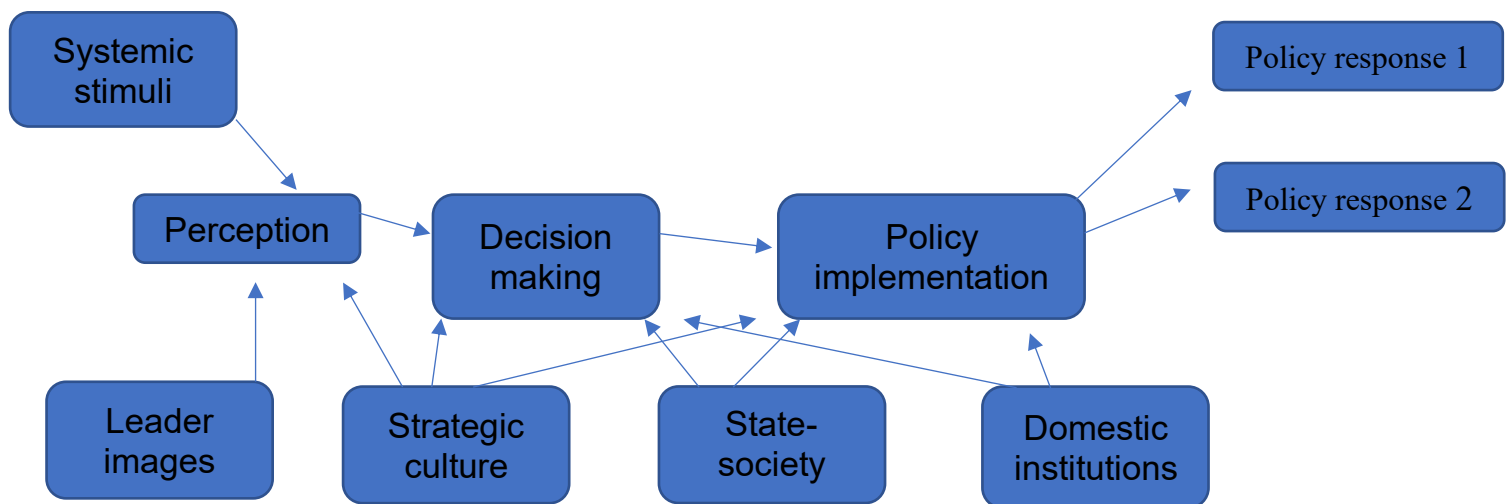 Systemic
stimuli
Policy response 1
Policy response 2
Perception
Decision
making
Policy
implementation
Leader
images
Strategic
culture
State-
society
Domestic
institutions